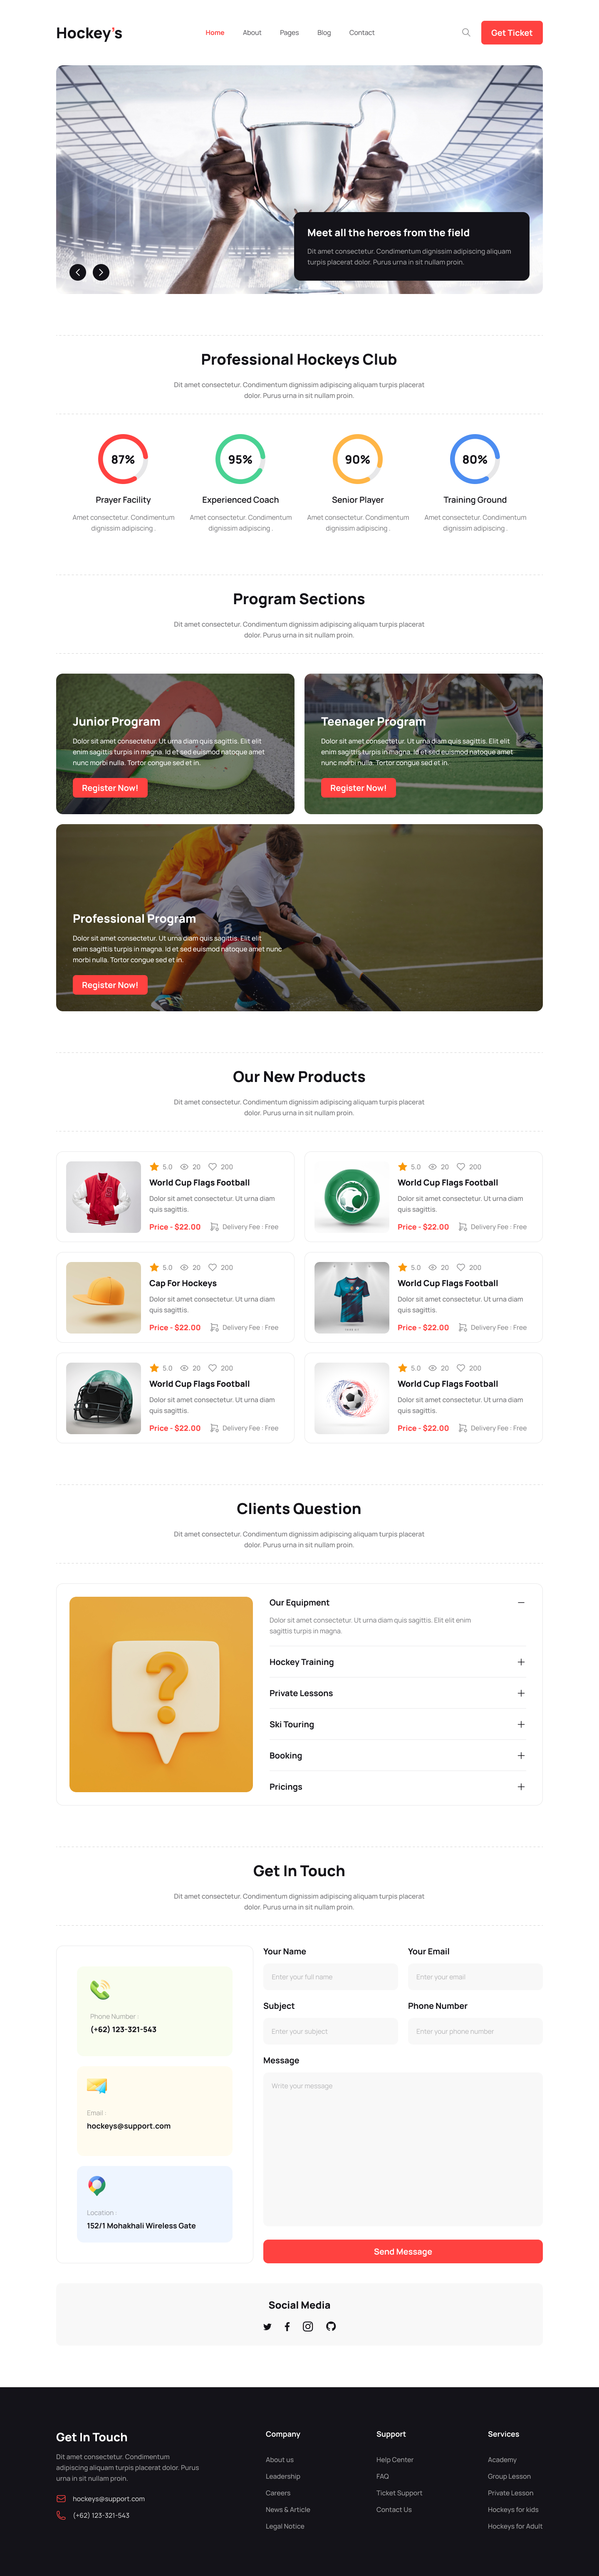 Hockey's
Home About Pages Blog Contact
Get Ticket
Meet all the heroes from the field
Dit amet consectetur. Condimentum dignissim adipiscing aliquam
turpis placerat dolor. Purus urna in sit nullam proin.
Professional Hockeys Club
Dit amet consectetur. Condimentum dignissim adipiscing aliquam turpis placerat
dolor. Purus urna in sit nullam proin.
87%
Prayer Facility
Amet consectetur. Condimentum
dignissim adipiscing .
95%
Experienced Coach
Amet consectetur. Condimentum
dignissim adipiscing .
90%
Senior Player
Amet consectetur. Condimentum
dignissim adipiscing .
80%
Training Ground
Amet consectetur. Condimentum
dignissim adipiscing .
Program Sections
Dit amet consectetur. Condimentum dignissim adipiscing aliquam turpis placerat
dolor. Purus urna in sit nullam proin.
Junior Program
Dolor sit amet consectetur. Ut urna diam quis sagittis. Elit elit
enim sagittis turpis in magna. Id et sed euismod natoque amet
nunc morbi nulla. Tortor congue sed et in.
Register Now!
Teenager Program
Dolor sit amet consectetur. Ut urna diam quis sagittis. Elit elit
enim sagittis turpis in magna. Id et sed euismod natoque amet
nunc morbi nulla. Tortor congue sed et in.
Register Now!
Professional Program
Dolor sit amet consectetur. Ut urna diam quis sagittis. Elit elit
enim sagittis turpis in magna. Id et sed euismod natoque amet nunc
morbi nulla. Tortor congue sed et in.
Register Now!
Our New Products
Dit amet consectetur. Condimentum dignissim adipiscing aliquam turpis placerat
dolor. Purus urna in sit nullam proin.
5.0 20 200
World Cup Flags Football
Dolor sit amet consectetur. Ut urna diam
quis sagittis.
Price - $22.00 Delivery Fee : Free
5.0 20 200
World Cup Flags Football
Dolor sit amet consectetur. Ut urna diam
quis sagittis.
Price - $22.00 Delivery Fee : Free
5.0 20 200
Cap For Hockeys
Dolor sit amet consectetur. Ut urna diam
quis sagittis.
Price - $22.00 Delivery Fee : Free
5.0 20 200
World Cup Flags Football
Dolor sit amet consectetur. Ut urna diam
quis sagittis.
Price - $22.00 Delivery Fee : Free
5.0 20 200
World Cup Flags Football
Dolor sit amet consectetur. Ut urna diam
quis sagittis.
Price - $22.00 Delivery Fee : Free
5.0 20 200
World Cup Flags Football
Dolor sit amet consectetur. Ut urna diam
quis sagittis.
Price - $22.00 Delivery Fee : Free
Clients Question
Dit amet consectetur. Condimentum dignissim adipiscing aliquam turpis placerat
dolor. Purus urna in sit nullam proin.
?
Our Equipment
Dolor sit amet consectetur. Ut urna diam quis sagittis. Elit elit enim
sagittis turpis in magna.
Hockey Training
Private Lessons
Ski Touring
Booking
Pricings
Get In Touch
Dit amet consectetur. Condimentum dignissim adipiscing aliquam turpis placerat
dolor. Purus urna in sit nullam proin.
Phone Number :
(+62) 123-321-543
Email :
hockeys@support.com
Location :
152/1 Mohakhali Wireless Gate
Your Name
Enter your full name
Your Email
Enter your email
Subject
Enter your subject
Phone Number
Enter your phone number
Message
Write your message
Send Message
Social Media
Get In Touch
Dit amet consectetur. Condimentum
adipiscing aliquam turpis dolor. Purus
urna in sit nullam proin.
hockeys@support.com
(+62) 123-321-543
Company
About us
Leadership
Careers
News & Article
Legal Notice
Support
Help Center
FAQ
Ticket Support
Contact Us
Services
Academy
Group Lesson
Private Lesson
Hockeys for kids
Hockeys for Adult